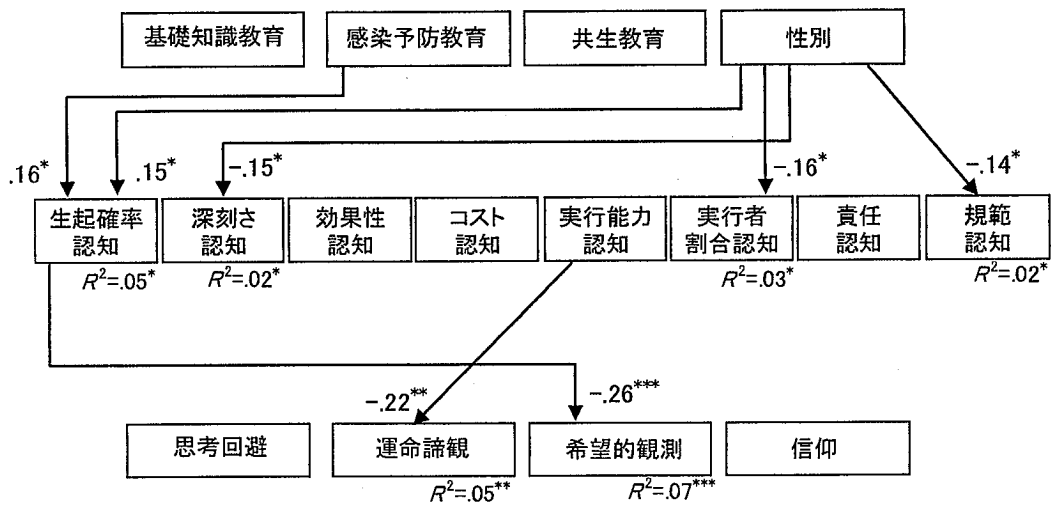 基礎知識教育
感染予防教育
共生教育
性別
.16*
.15*
-.15*
-.16*
-.14*
生起確率
認知
深刻さ
認知
効果性
認知
コスト
認知
実行能力
認知
実行者
割合認知
責任
認知
規範
認知
R²=.05*
R²=.02*
R²=.03*
R²=.02*
-.22**
-.26***
思考回避
運命諦観
希望的観測
信仰
R²=.05**
R²=.07***